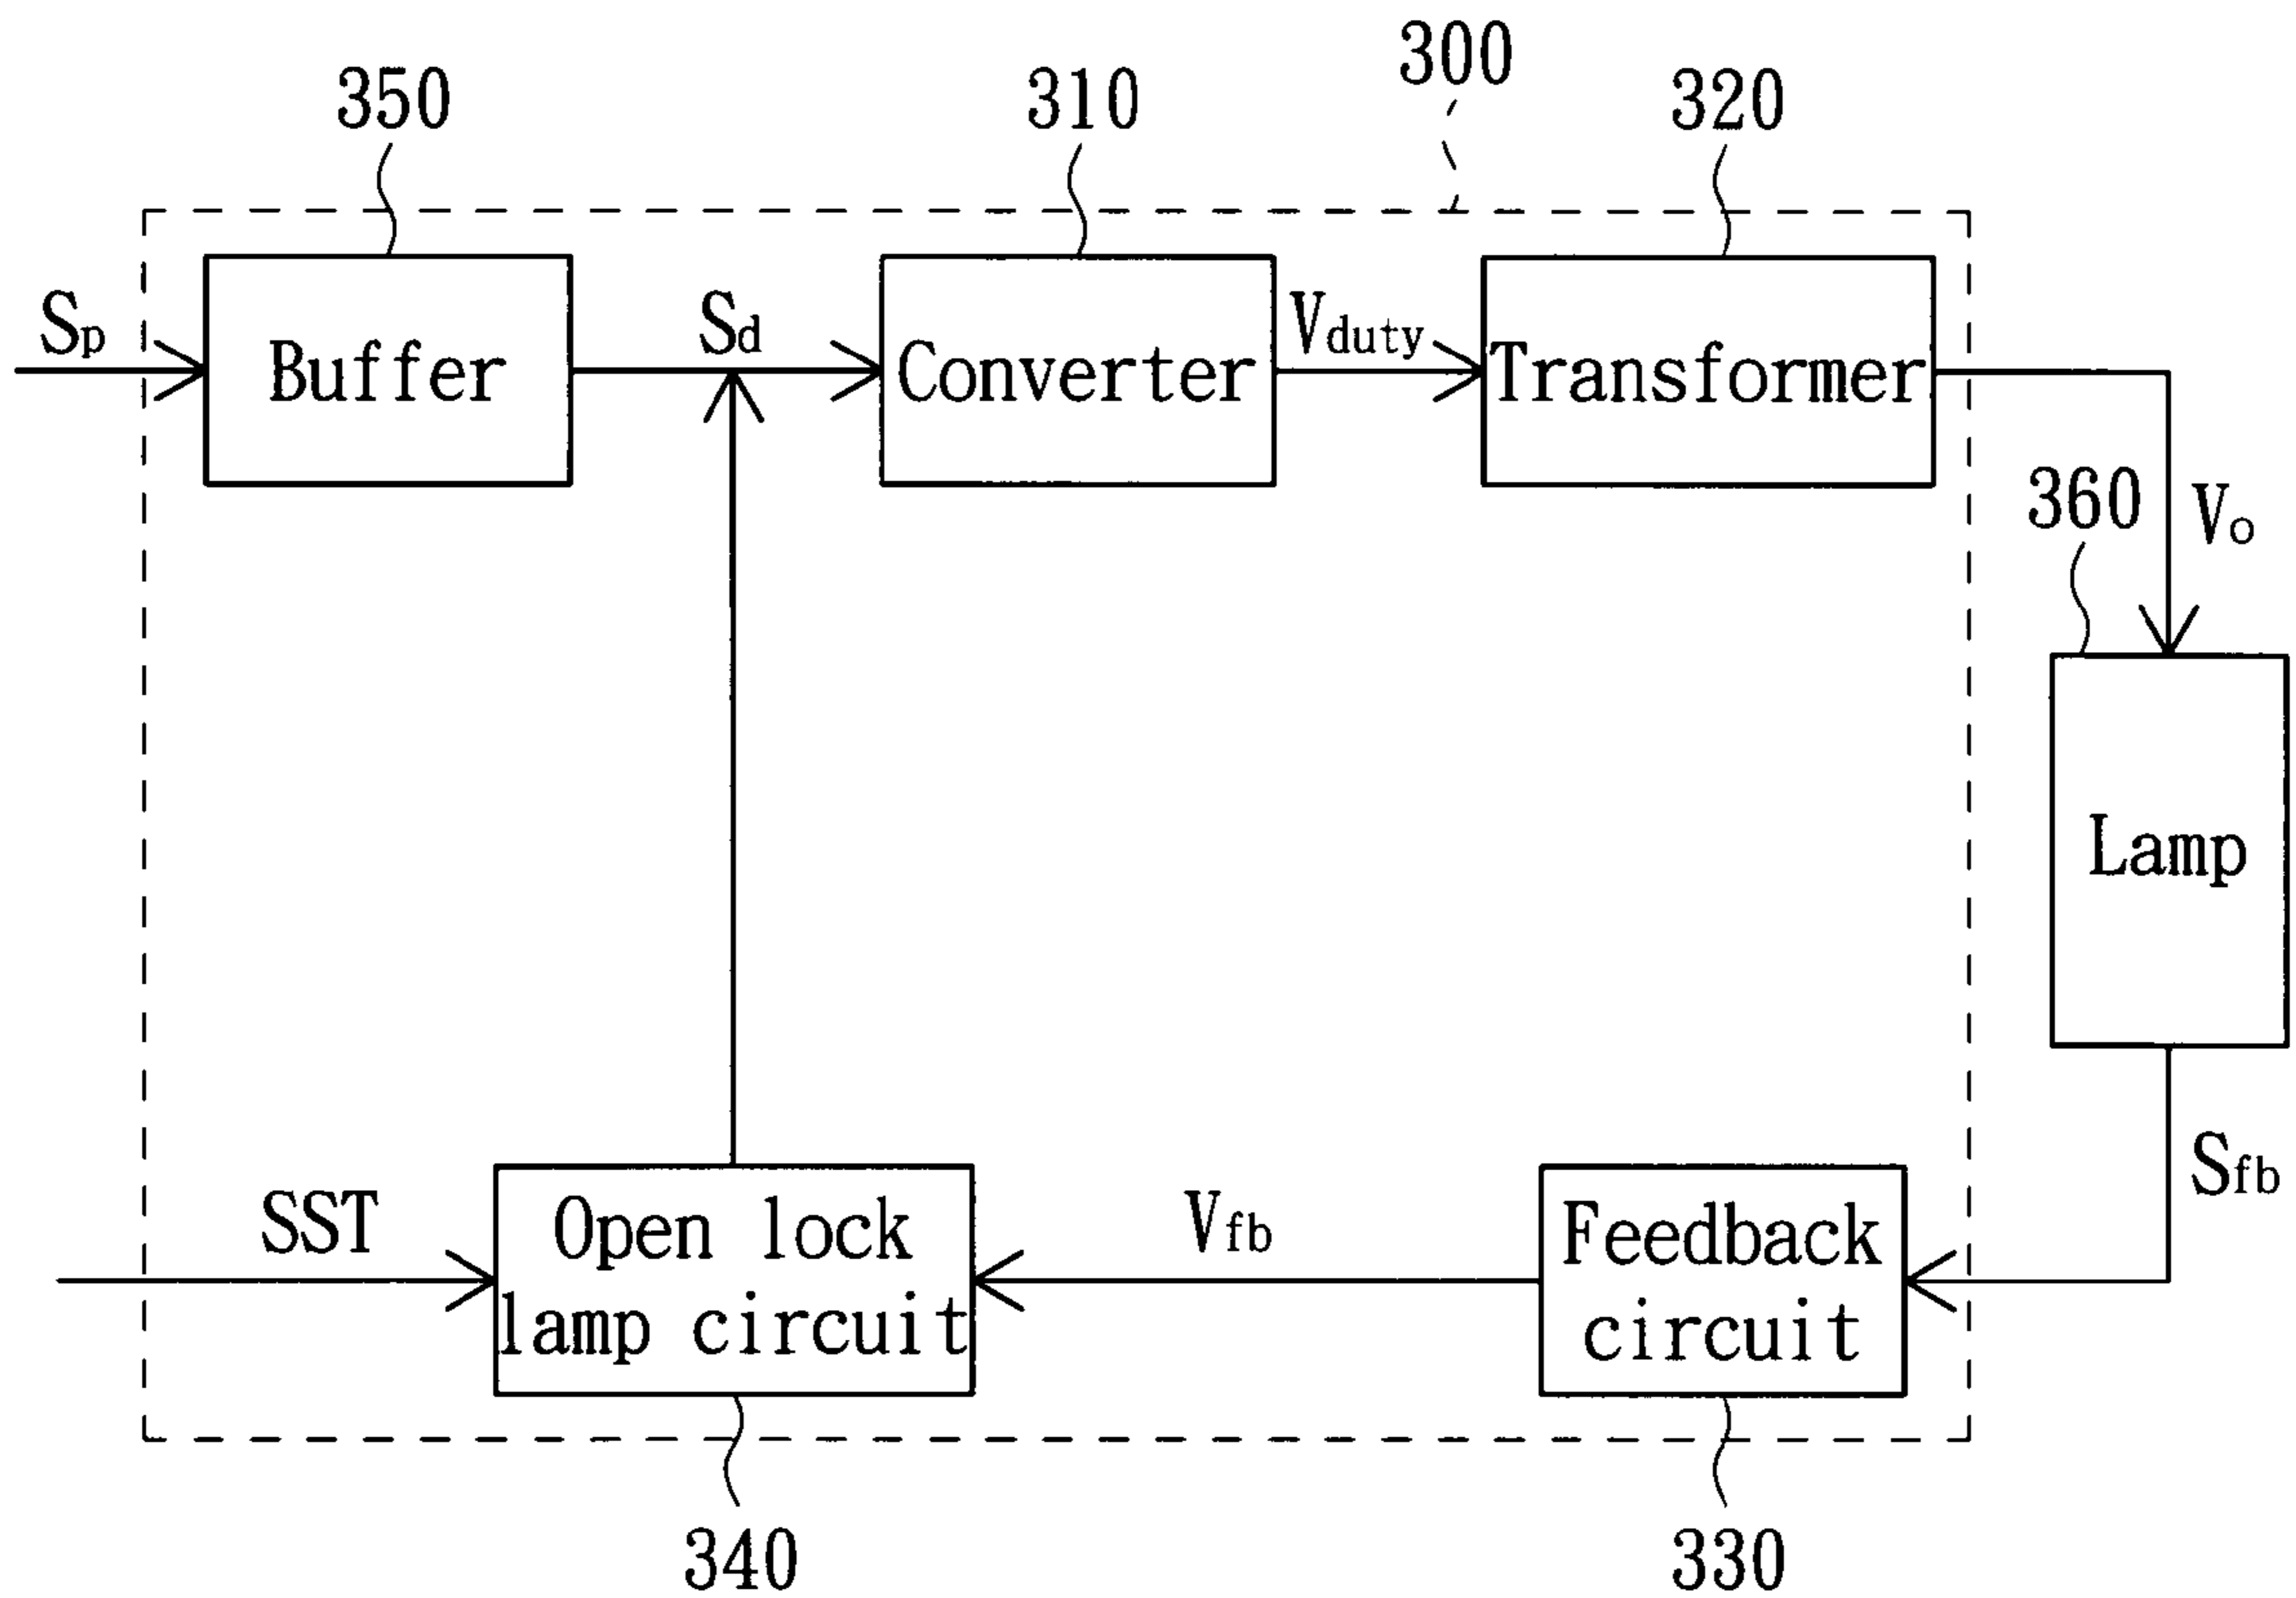 300
350
310
320
Sp
Buffer
Sd
Converter
Vduty
Transformer
360
Vo
Lamp
SST
Open lock
lamp circuit
Vfb
Feedback
circuit
Sfb
340
330